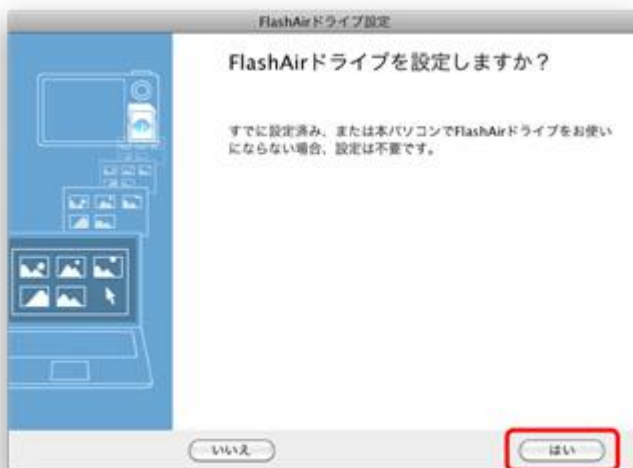 FlashAirドライブ設定
FlashAirドライブを設定しますか？
すでに設定済み、または本パソコンでFlashAirドライブをお使い
にならない場合、設定は不要です。
いいえ
はい